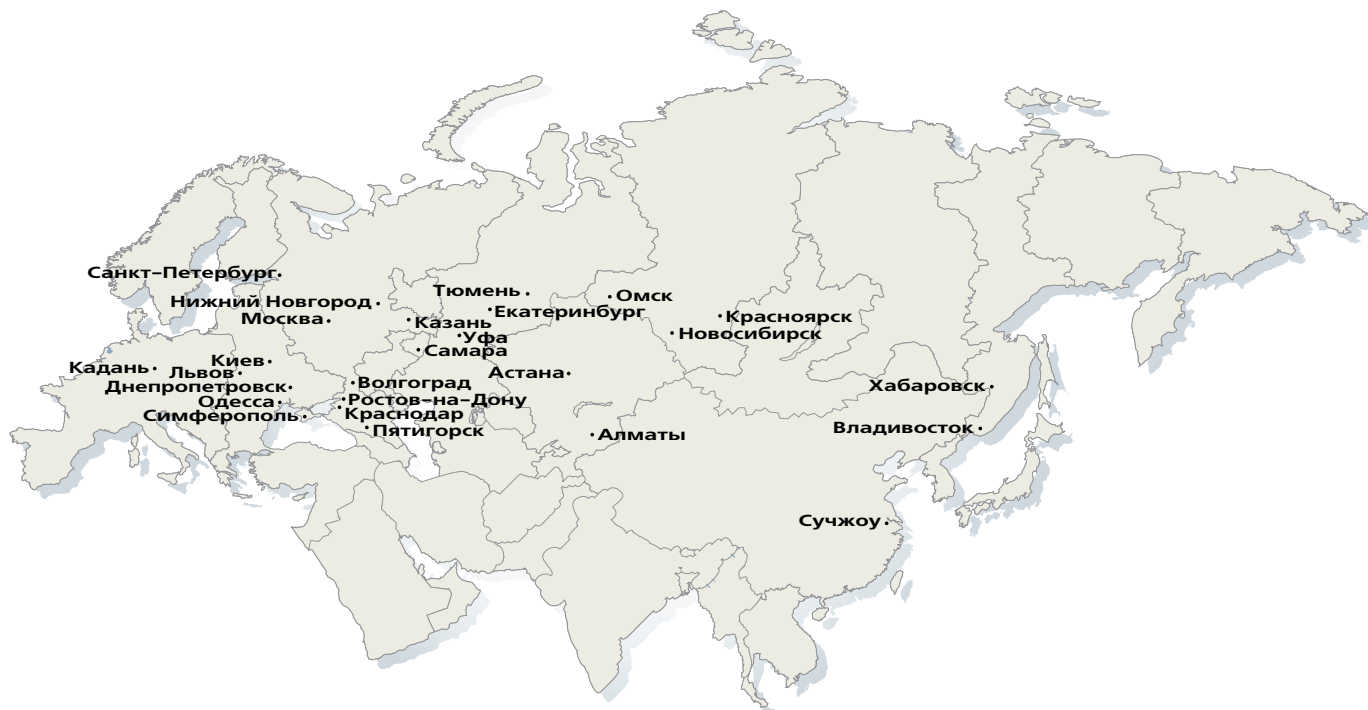 Санкт-Петербург
Тюмень
Омск
Нижний Новгород
Екатеринбург
Красноярск
Москва
Казань
Новосибирск
Уфа
Самара
Киев
Кадань
Львов
Астана
Волгоград
Днепропетровск
Хабаровск
Одесса
Ростов-на-Дону
Симферополь
Краснодар
Пятигорск
Алматы
Владивосток
Сучжоу